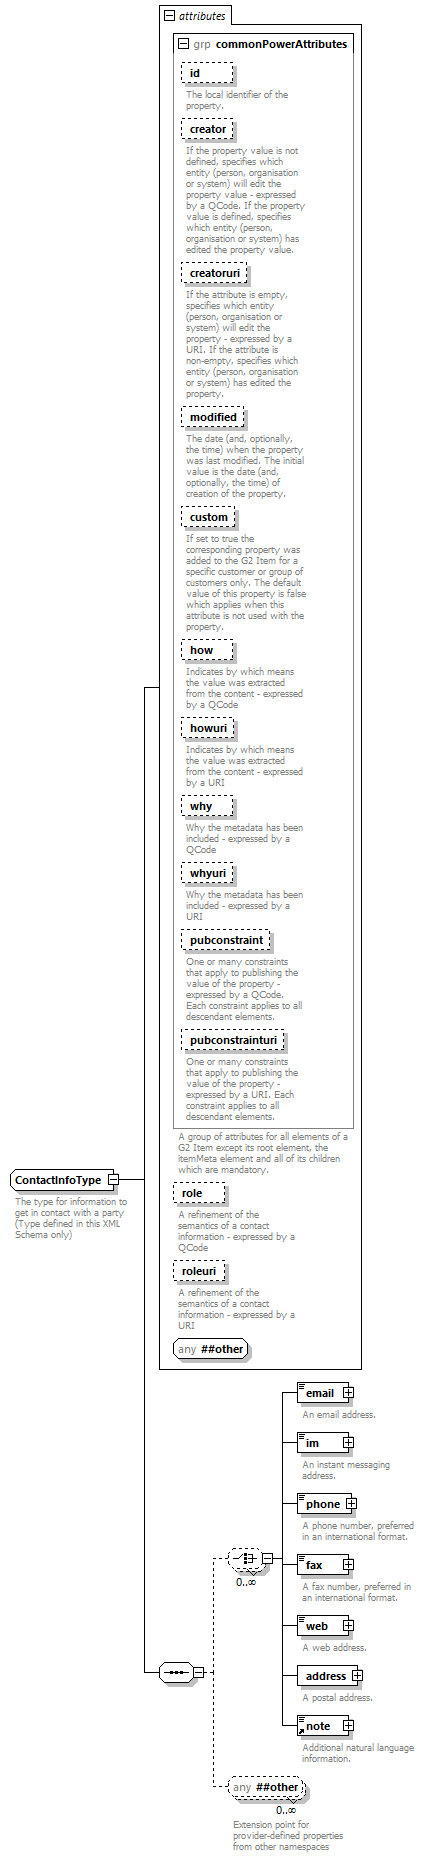 attributes
grp commonPowerAttributes
id
The local identifier of the
property.
creator
If the property value is not
defined, specifies which
entity (person, organisation
or system) will edit the
property value - expressed
by a QCode. If the property
value is defined, specifies
which entity (person,
organisation or system) has
edited the property value.
creatoruri
If the attribute is empty,
specifies which entity
(person, organisation or
system) will edit the
property - expressed by a
URI. If the attribute is
non-empty, specifies which
entity (person, organisation
or system) has edited the
property.
modified
The date (and, optionally,
the time) when the property
was last modified. The initial
value is the date (and,
optionally, the time) of
creation of the property.
custom
If set to true the
corresponding property was
added to the G2 Item for a
specific customer or group of
customers only. The default
value of this property is false
which applies when this
attribute is not used with the
property.
how
Indicates by which means
the value was extracted
from the content - expressed
by a QCode
howuri
Indicates by which means
the value was extracted
from the content - expressed
by a URI
why
Why the metadata has been
included - expressed by a
QCode
whyuri
Why the metadata has been
included - expressed by a
URI
pubconstraint
One or many constraints
that apply to publishing the
value of the property -
expressed by a QCode.
Each constraint applies to all
descendant elements.
pubconstrainturi
One or many constraints
that apply to publishing the
value of the property -
expressed by a URI. Each
constraint applies to all
descendant elements.
A group of attributes for all elements of a
G2 Item except its root element, the
itemMeta element and all of its children
which are mandatory.
ContactInfoType
The type for information to
get in contact with a party
(Type defined in this XML
Schema only)
role
A refinement of the
semantics of a contact
information - expressed by a
QCode
roleuri
A refinement of the
semantics of a contact
information - expressed by a
URI
any ##other
email
An email address.
im
An instant messaging
address.
phone
A phone number, preferred
in an international format.
0..∞
fax
A fax number, preferred in
an international format.
web
A web address.
address
A postal address.
note
Additional natural language
information.
any ##other
0..∞
Extension point for
provider-defined properties
from other namespaces